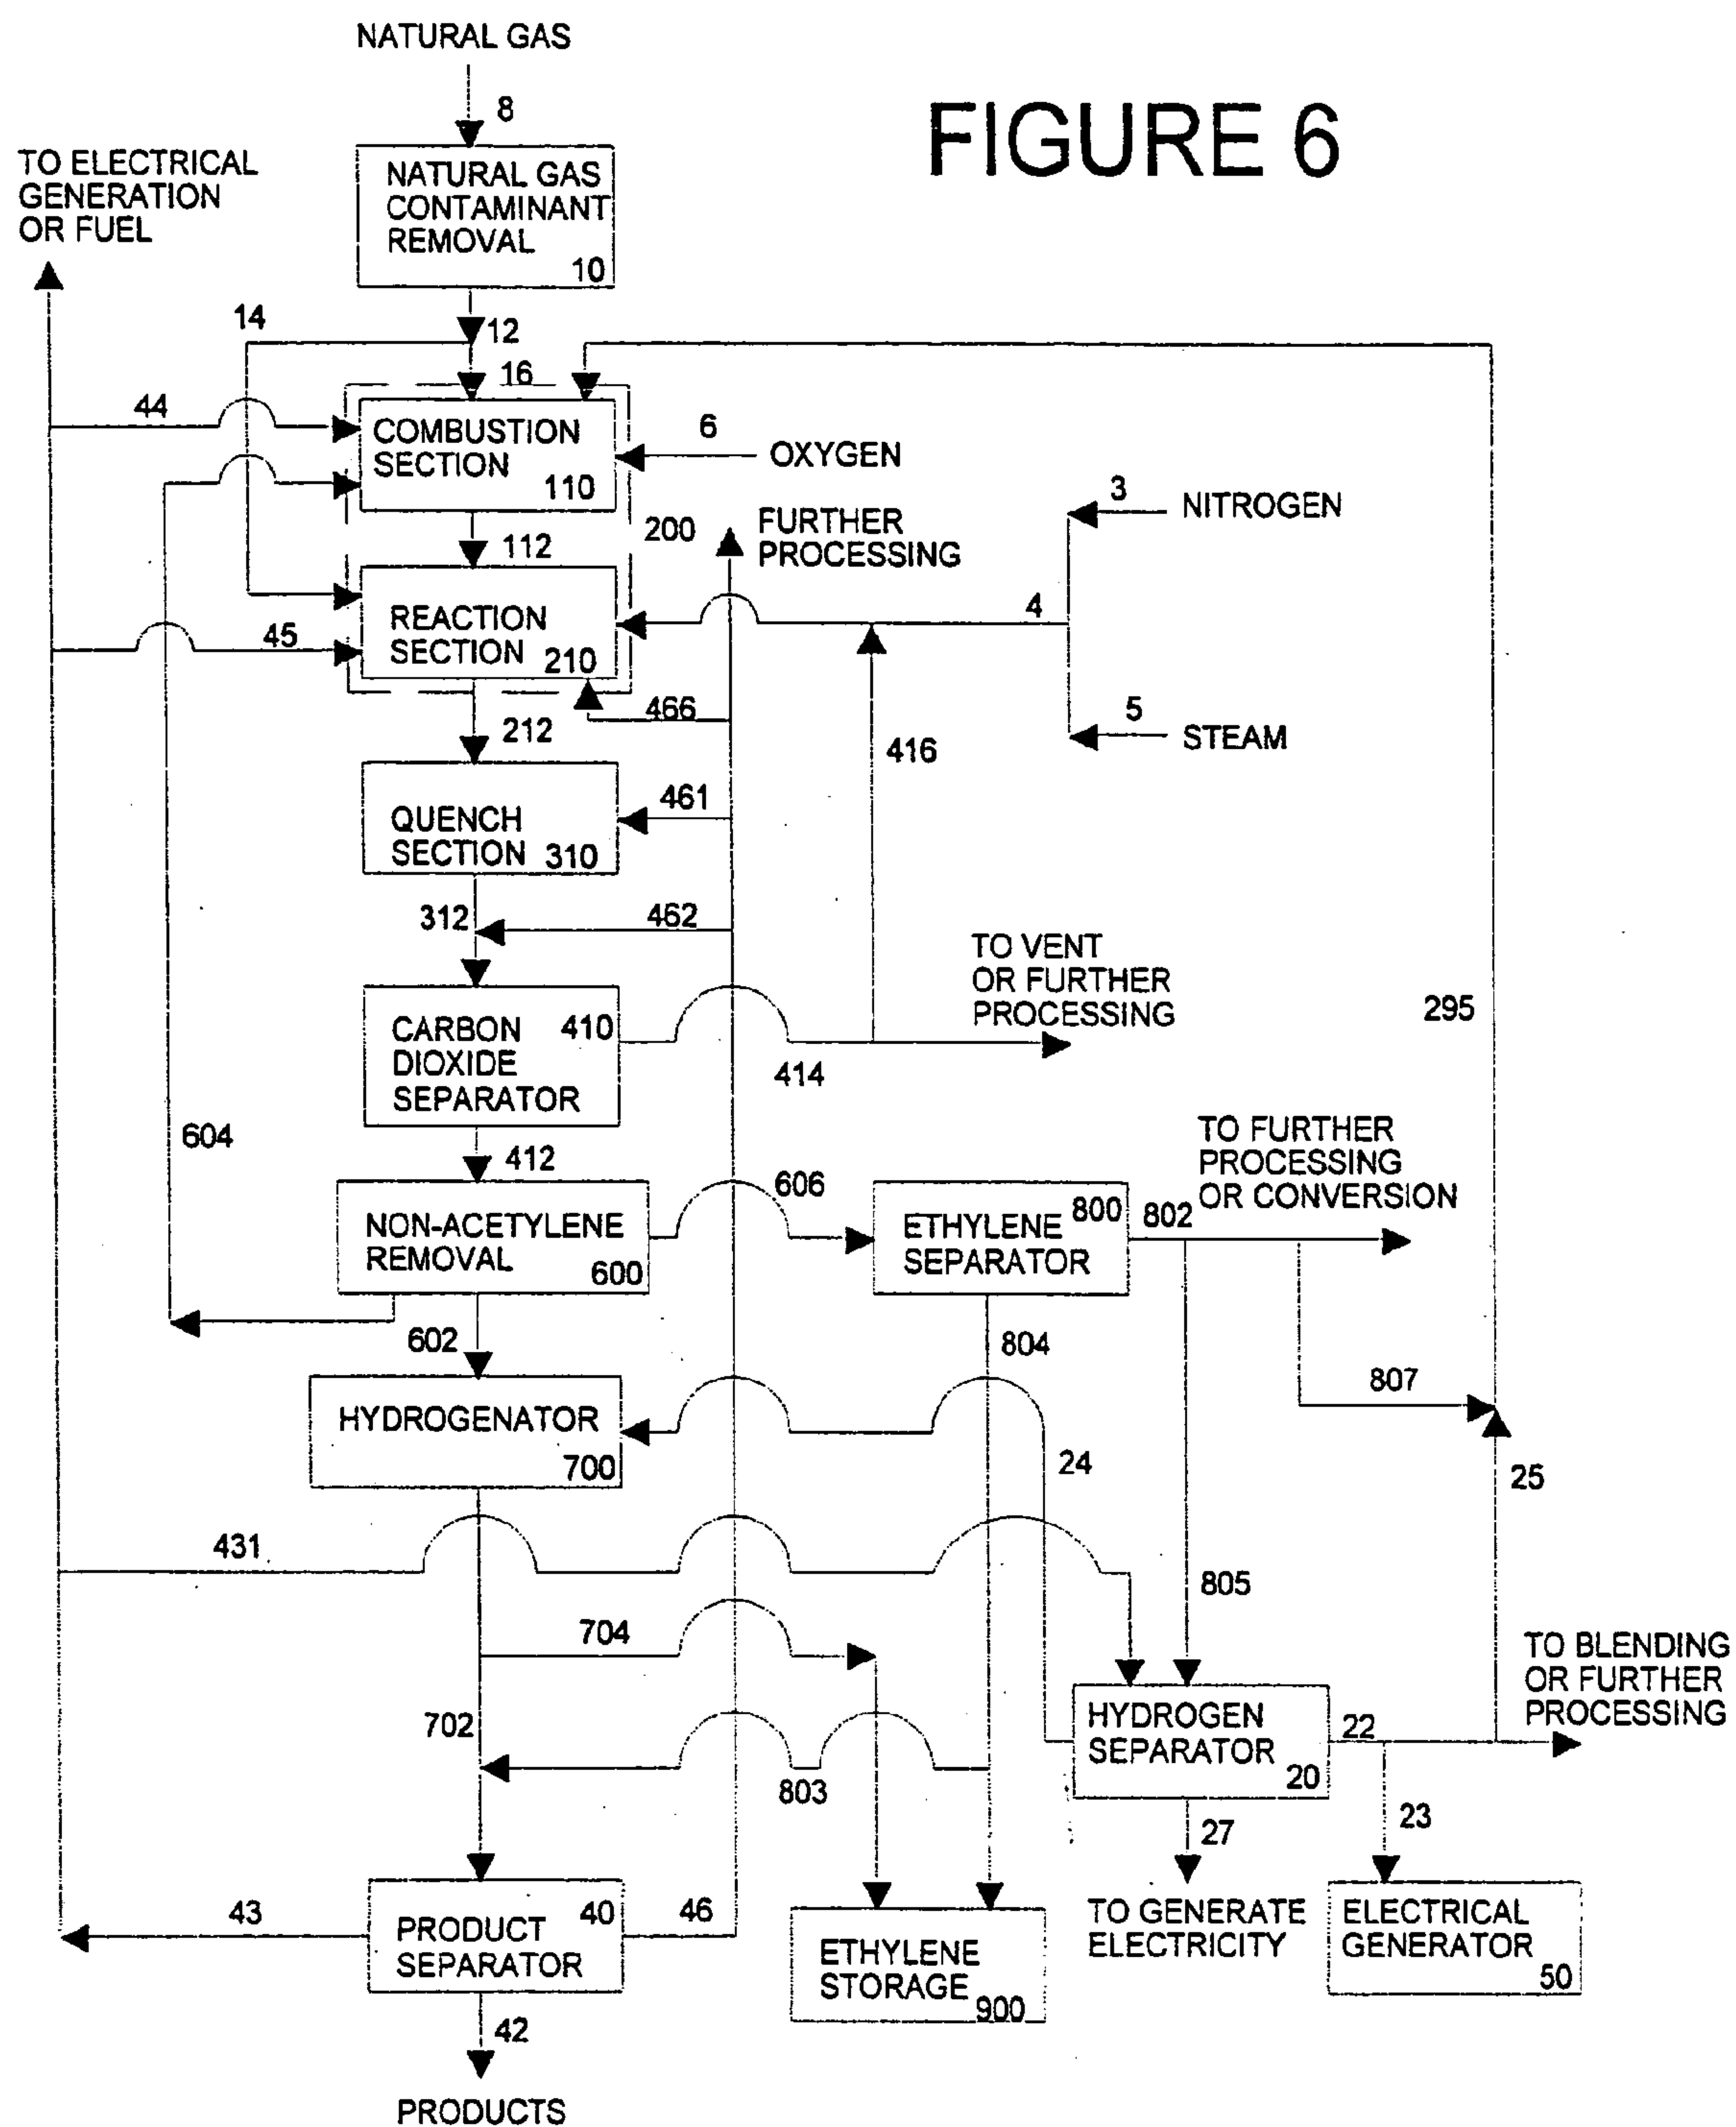 NATURAL GAS
8
FIGURE 6
TO ELECTRICAL
GENERATION
OR FUEL
NATURAL GAS
CONTAMINANT
REMOVAL
10
14
12
16
44
COMBUSTION
SECTION
110
6
OXYGEN
3
NITROGEN
200
FURTHER
PROCESSING
112
REACTION
SECTION
210
4
45
466
5
STEAM
212
416
461
QUENCH
SECTION
310
312
462
TO VENT
OR FURTHER
PROCESSING
295
CARBON
DIOXIDE
SEPARATOR
410
414
604
412
TO FURTHER
PROCESSING
OR CONVERSION
606
NON-ACETYLENE
REMOVAL
600
ETHYLENE
SEPARATOR
800
802
602
804
807
HYDROGENATOR
700
24
25
431
805
704
TO BLENDING
OR FURTHER
PROCESSING
702
HYDROGEN
SEPARATOR
20
22
803
27
23
43
PRODUCT
SEPARATOR
40
46
TO GENERATE
ELECTRICITY
ELECTRICAL
GENERATOR
50
ETHYLENE
STORAGE
900
42
PRODUCTS